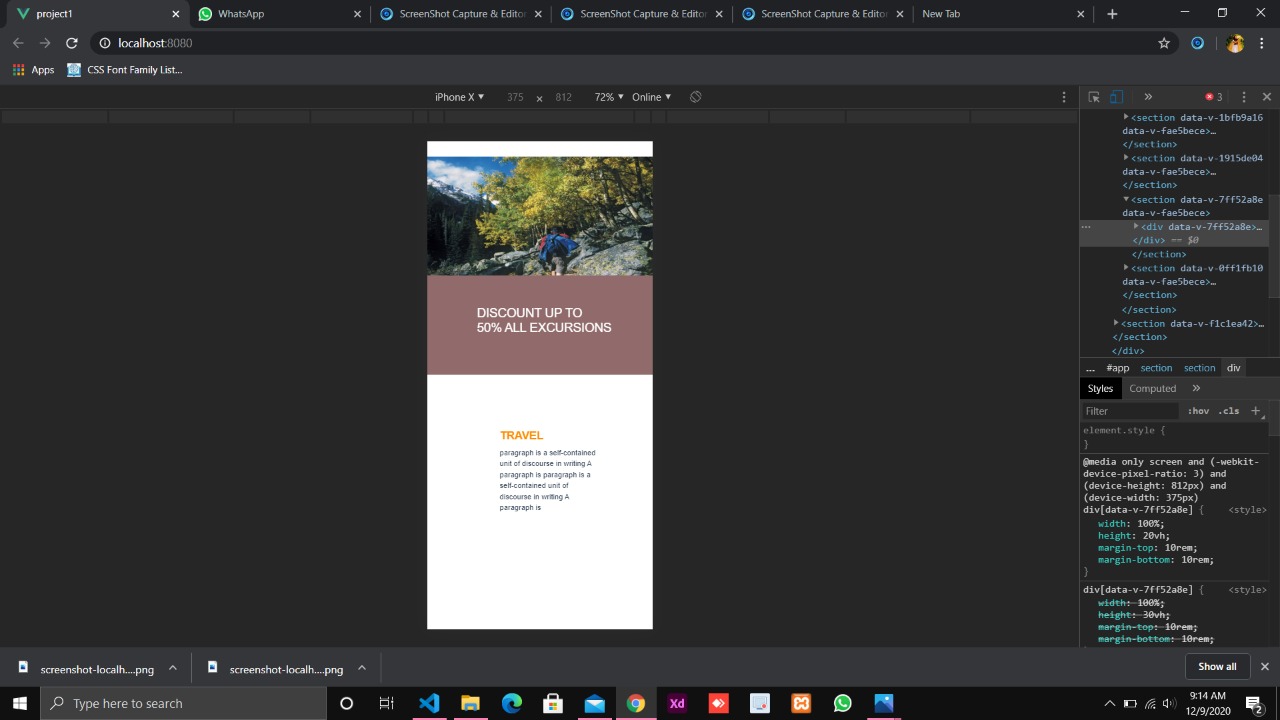 project1
WhatsApp
ScreenShot Capture & Editor
ScreenShot Capture & Editor
ScreenShot Capture & Editor
New Tab
localhost:8080
Apps
CSS Font Family List...
iPhone X ▼ 375 × 812 72% ▼ Online ▼
DISCOUNT UP TO
50% ALL EXCURSIONS
TRAVEL
paragraph is a self-contained
unit of discourse in writing A
paragraph is paragraph is a
self-contained unit of
discourse in writing A
paragraph is
3
▶<section data-v-1bfb9a16
data-v-fae5bece>…
</section>
▶<section data-v-1915de04
data-v-fae5bece>…
</section>
▼<section data-v-7ff52a8e
data-v-fae5bece>
… ▶<div data-v-7ff52a8e>…
</div> == $0
</section>
▶<section data-v-0ff1fb10
data-v-fae5bece>…
</section>
</section>
▶<section data-v-f1c1ea42>…
</section>
</div>
... #app section section div
Styles Computed »
Filter :hov .cls +
element.style {
}
@media only screen and (-webkit-
device-pixel-ratio: 3) and
(device-height: 812px) and
(device-width: 375px)
div[data-v-7ff52a8e] { <style>
width: 100%;
height: 20vh;
margin-top: 10rem;
margin-bottom: 10rem;
}
div[data-v-7ff52a8e] { <style>
width: 100%;
height: 30vh;
margin-top: 10rem;
margin-bottom: 10rem;
screenshot-localh....png
screenshot-localh....png
Show all
Type here to search
Xd
9:14 AM
12/9/2020
2